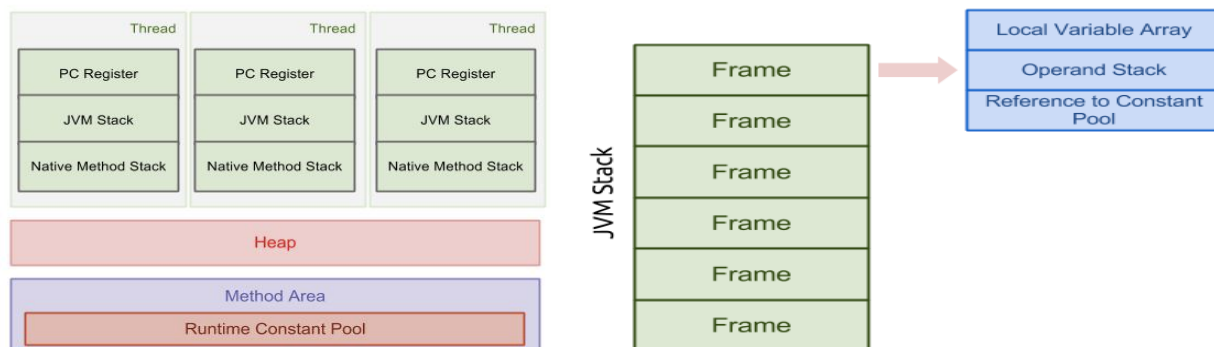 Thread
PC Register
JVM Stack
Native Method Stack
Thread
PC Register
JVM Stack
Native Method Stack
Thread
PC Register
JVM Stack
Native Method Stack
Heap
Method Area
Runtime Constant Pool
JVM Stack
Frame
Frame
Frame
Frame
Frame
Frame
Local Variable Array
Operand Stack
Reference to Constant
Pool